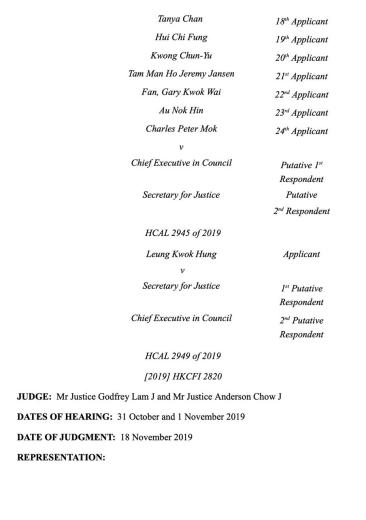 Tanya Chan 18th Applicant
Hui Chi Fung 19th Applicant
Kwong Chun-Yu 20th Applicant
Tam Man Ho Jeremy Jansen 21st Applicant
Fan, Gary Kwok Wai 22nd Applicant
Au Nok Hin 23rd Applicant
Charles Peter Mok 24th Applicant
v
Chief Executive in Council Putative 1st
Respondent
Secretary for Justice Putative
2nd Respondent
HCAL 2945 of 2019
Leung Kwok Hung Applicant
v
Secretary for Justice 1st Putative
Respondent
Chief Executive in Council 2nd Putative
Respondent
HCAL 2949 of 2019
[2019] HKCFI 2820
JUDGE: Mr Justice Godfrey Lam J and Mr Justice Anderson Chow J
DATES OF HEARING: 31 October and 1 November 2019
DATE OF JUDGMENT: 18 November 2019
REPRESENTATION: